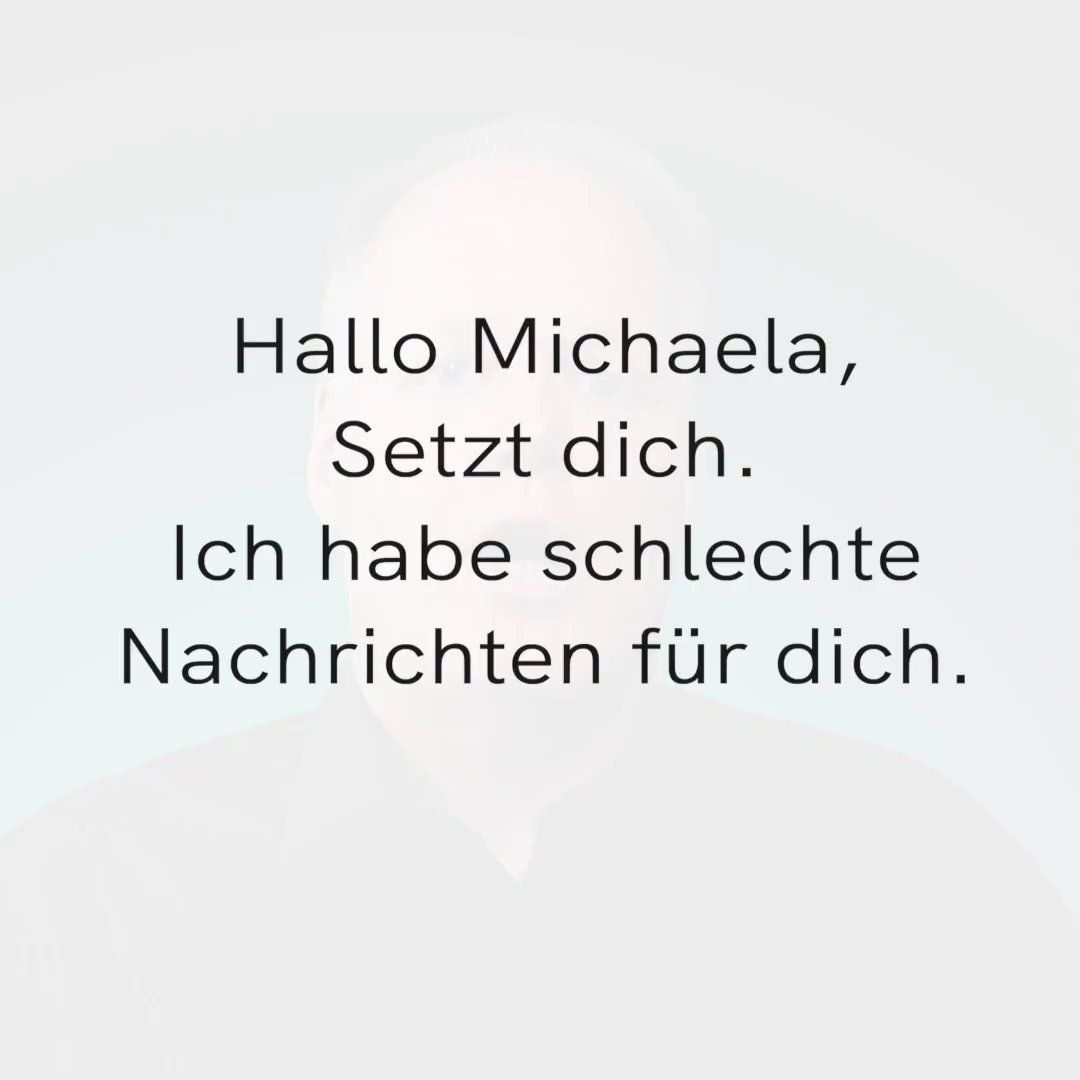 Hallo Michaela,
Setzt dich.
Ich habe schlechte
Nachrichten für dich.